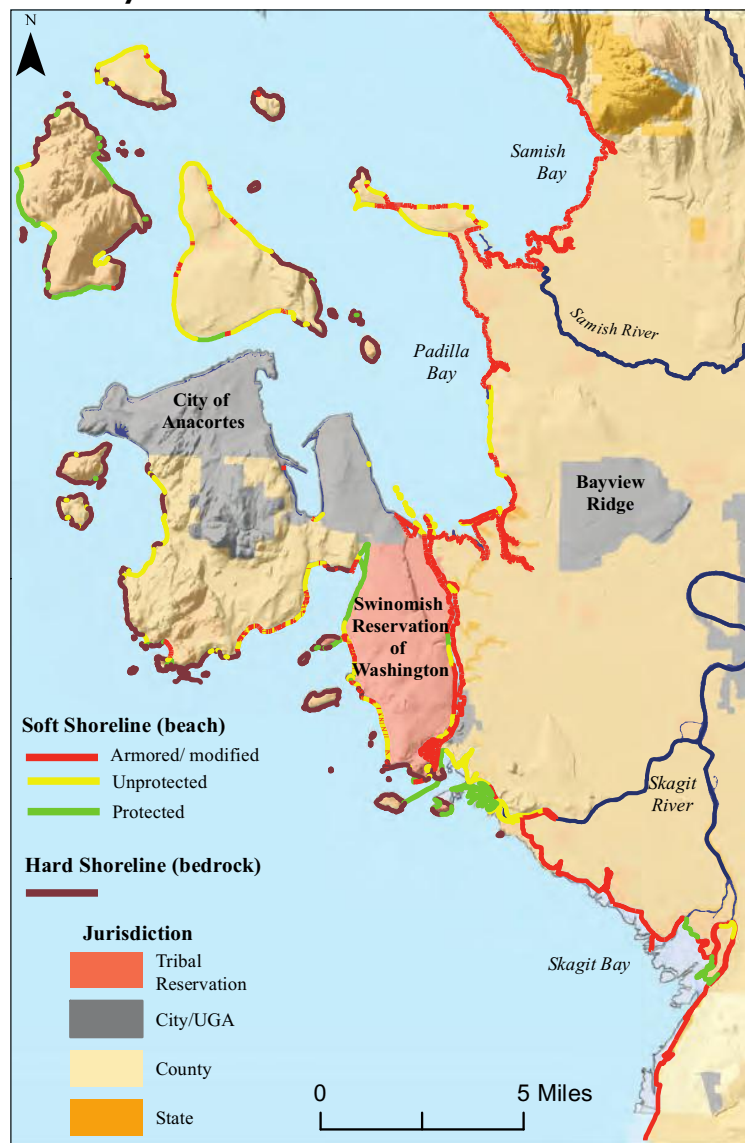 N
Samish
Bay
Samish River
Padilla
Bay
City of
Anacortes
Bayview
Ridge
Swinomish
Reservation
of
Washington
Soft Shoreline (beach)
Armored/ modified
Unprotected
Protected
Skagit
River
Hard Shoreline (bedrock)
Jurisdiction
Skagit Bay
Tribal
Reservation
City/UGA
County
0 5 Miles
State